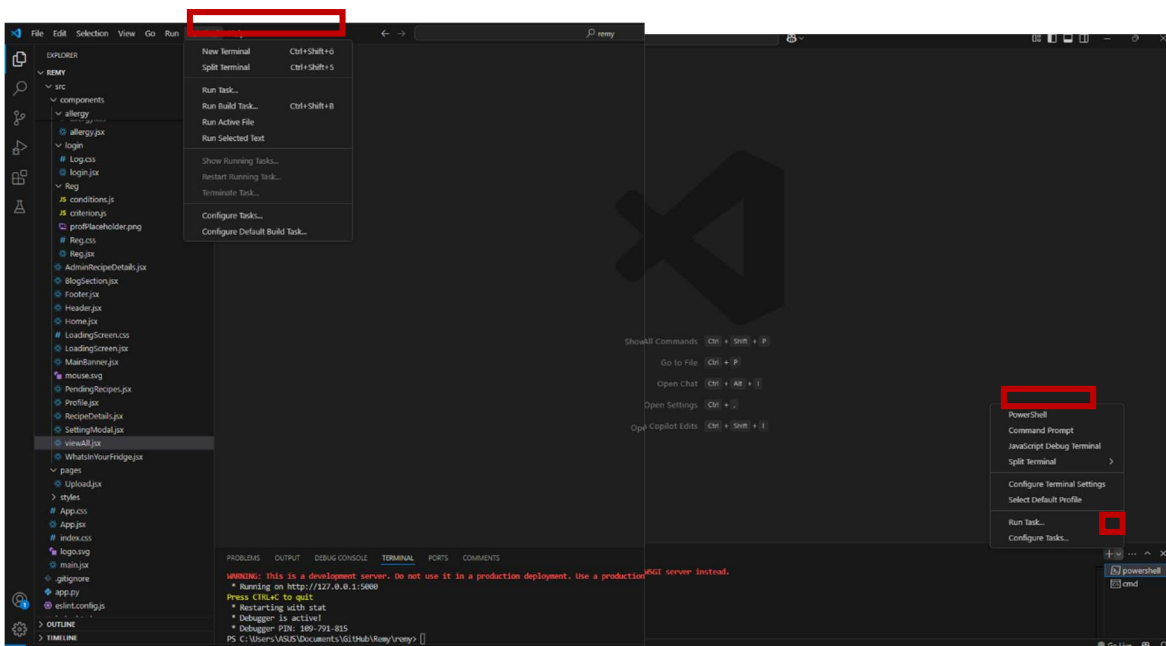 File Edit Selection View Go Run
remy
EXPLORER
REMY
src
components
allergy
allergy.jsx
login
# Log.css
login.jsx
Reg
JS conditions.js
JS criterion.js
profPlaceholder.png
# Reg.css
Reg.jsx
AdminRecipeDetails.jsx
BlogSection.jsx
Footer.jsx
Header.jsx
Home.jsx
# LoadingScreen.css
LoadingScreen.jsx
MainBanner.jsx
mouse.svg
PendingRecipes.jsx
Profile.jsx
RecipeDetails.jsx
SettingModal.jsx
viewAll.jsx
WhatsInYourFridge.jsx
pages
Upload.jsx
styles
# App.css
App.jsx
# index.css
logo.svg
main.jsx
.gitignore
app.py
eslint.config.js
OUTLINE
TIMELINE
New Terminal Ctrl+Shift+ö
Split Terminal Ctrl+Shift+5
Run Task...
Run Build Task... Ctrl+Shift+B
Run Active File
Run Selected Text
Show Running Tasks...
Restart Running Task...
Terminate Task...
Configure Tasks...
Configure Default Build Task...
Show All Commands Ctrl + Shift + P
Go to File Ctrl + P
Open Chat Ctrl + Alt + I
Open Settings Ctrl + ,
Open Copilot Edits Ctrl + Shift + I
PowerShell
Command Prompt
JavaScript Debug Terminal
Split Terminal
Configure Terminal Settings
Select Default Profile
Run Task...
Configure Tasks...
PROBLEMS OUTPUT DEBUG CONSOLE TERMINAL PORTS COMMENTS
WARNING: This is a development server. Do not use it in a production deployment. Use a production WSGI server instead.
* Running on http://127.0.0.1:5000
Press CTRL+C to quit
* Restarting with stat
* Debugger is active!
* Debugger PIN: 109-791-815
PS C:\Users\ASUS\Documents\GitHub\Remy\remy>
powershell
cmd
Go Live